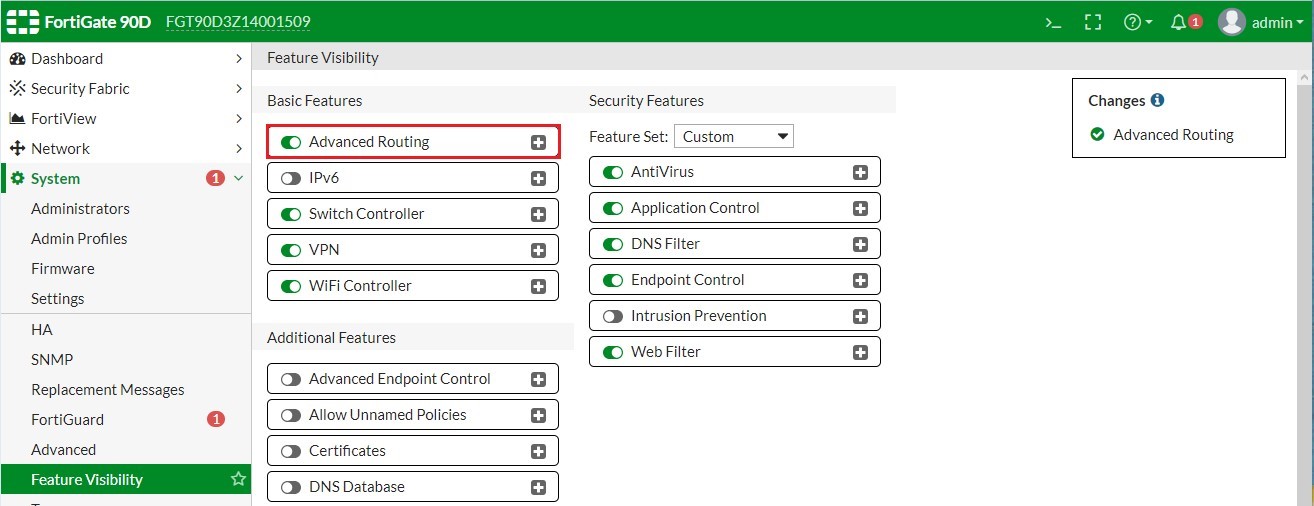 FortiGate 90D FGT90D3Z14001509 >_ ? 1 admin
Dashboard
Security Fabric
FortiView
Network
System 1
Administrators
Admin Profiles
Firmware
Settings
HA
SNMP
Replacement Messages
FortiGuard 1
Advanced
Feature Visibility
Feature Visibility
Basic Features
Advanced Routing
IPv6
Switch Controller
VPN
WiFi Controller
Additional Features
Advanced Endpoint Control
Allow Unnamed Policies
Certificates
DNS Database
Security Features
Feature Set: Custom
AntiVirus
Application Control
DNS Filter
Endpoint Control
Intrusion Prevention
Web Filter
Changes
Advanced Routing